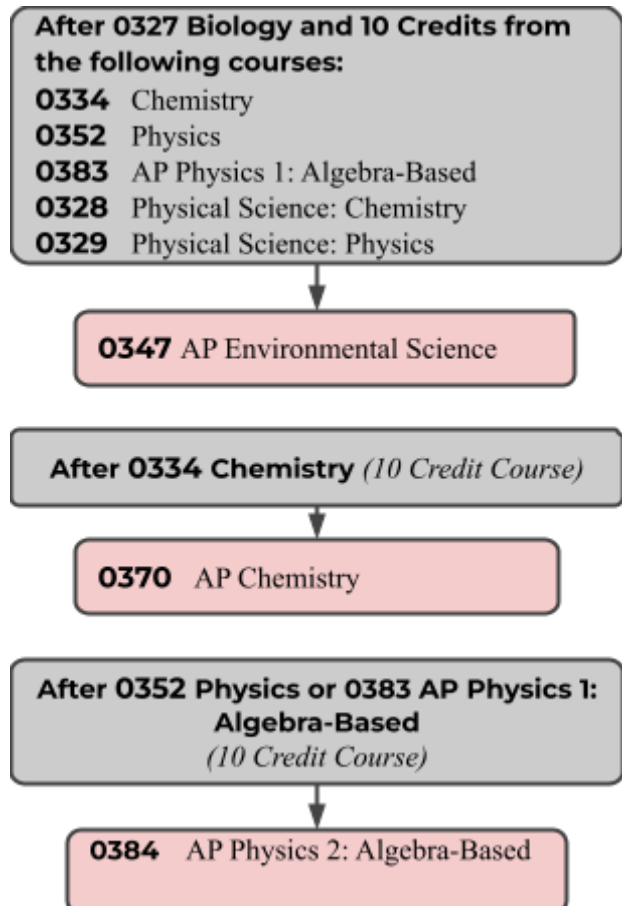 After 0327 Biology and 10 Credits from
the following courses:
0334 Chemistry
0352 Physics
0383 AP Physics 1: Algebra-Based
0328 Physical Science: Chemistry
0329 Physical Science: Physics
0347 AP Environmental Science
After 0334 Chemistry (10 Credit Course)
0370 AP Chemistry
After 0352 Physics or 0383 AP Physics 1:
Algebra-Based
(10 Credit Course)
0384 AP Physics 2: Algebra-Based